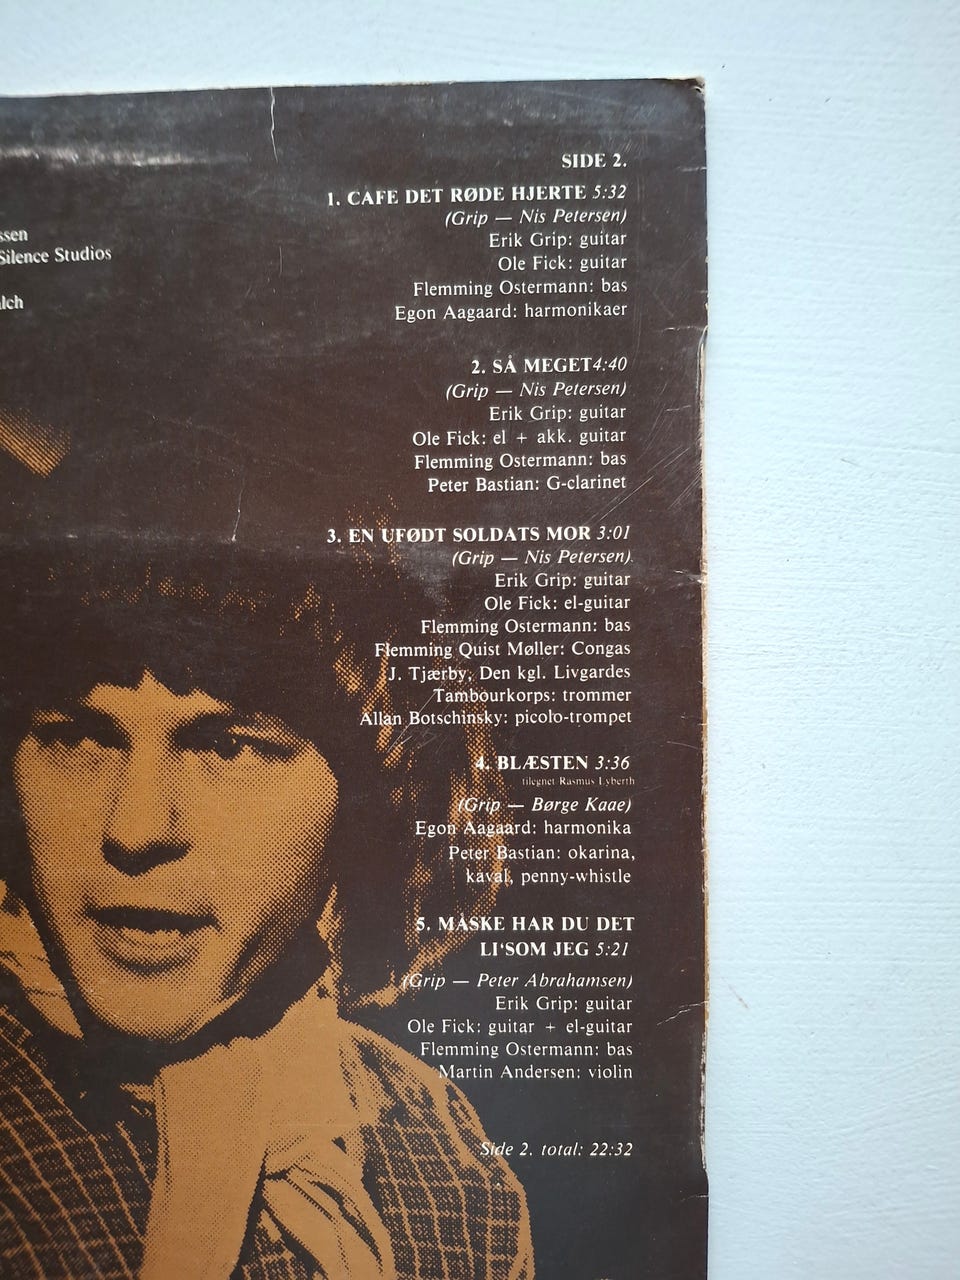 ssen
Silence Studios
lch
SIDE 2.
1. CAFE DET RØDE HJERTE 5:32
(Grip — Nis Petersen)
Erik Grip: guitar
Ole Fick: guitar
Flemming Ostermann: bas
Egon Aagaard: harmonikaer
2. SÅ MEGET4:40
(Grip — Nis Petersen)
Erik Grip: guitar
Ole Fick: el + akk. guitar
Flemming Ostermann: bas
Peter Bastian: G-clarinet
3. EN UFØDT SOLDATS MOR 3:01
(Grip — Nis Petersen).
Erik Grip: guitar
Ole Fick: el-guitar
Flemming Ostermann: bas
Flemming Quist Møller: Congas
J. Tjærby, Den kgl. Livgardes
Tambourkorps: trommer
Allan Botschinsky: picolo-trompet
4. BLÆSTEN 3:36
tilegnet Rasmus Lyberth
(Grip — Børge Kaae)
Egon Aagaard: harmonika
Peter Bastian: okarina,
kaval, penny-whistle
5. MÅSKE HAR DU DET
LI'SOM JEG 5:21
(Grip — Peter Abrahamsen)
Erik Grip: guitar
Ole Fick: guitar + el-guitar
Flemming Ostermann: bas
Martin Andersen: violin
Side 2. total: 22:32